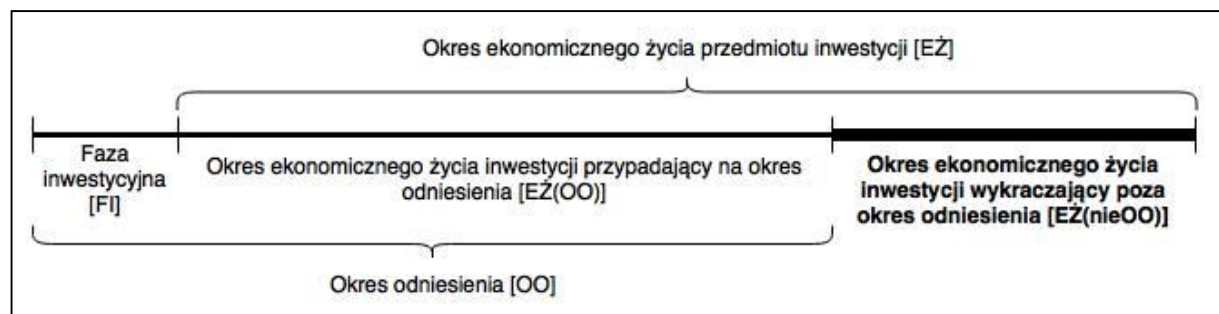 Okres ekonomicznego życia przedmiotu inwestycji [EŻ]
Faza
inwestycyjna
[FI]
Okres ekonomicznego życia inwestycji przypadający na okres
odniesienia [EŻ(OO)]
Okres ekonomicznego życia
inwestycji wykraczający poza
okres odniesienia [EŻ(nieOO)]
Okres odniesienia [OO]